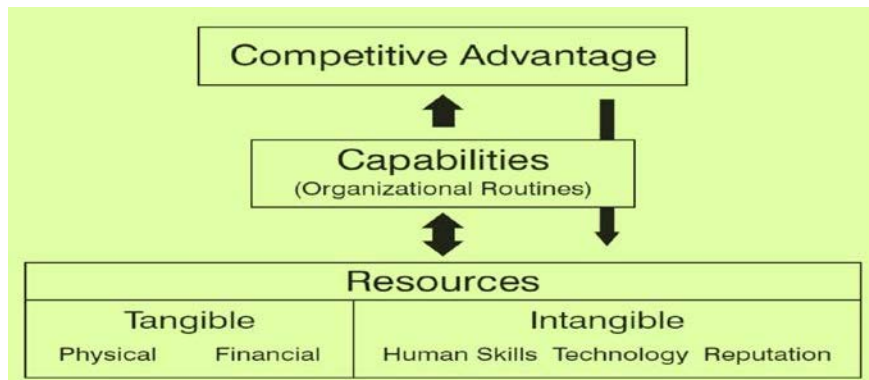 Competitive Advantage
Capabilities
(Organizational Routines)
Resources
Tangible
Physical Financial
Intangible
Human Skills Technology Reputation